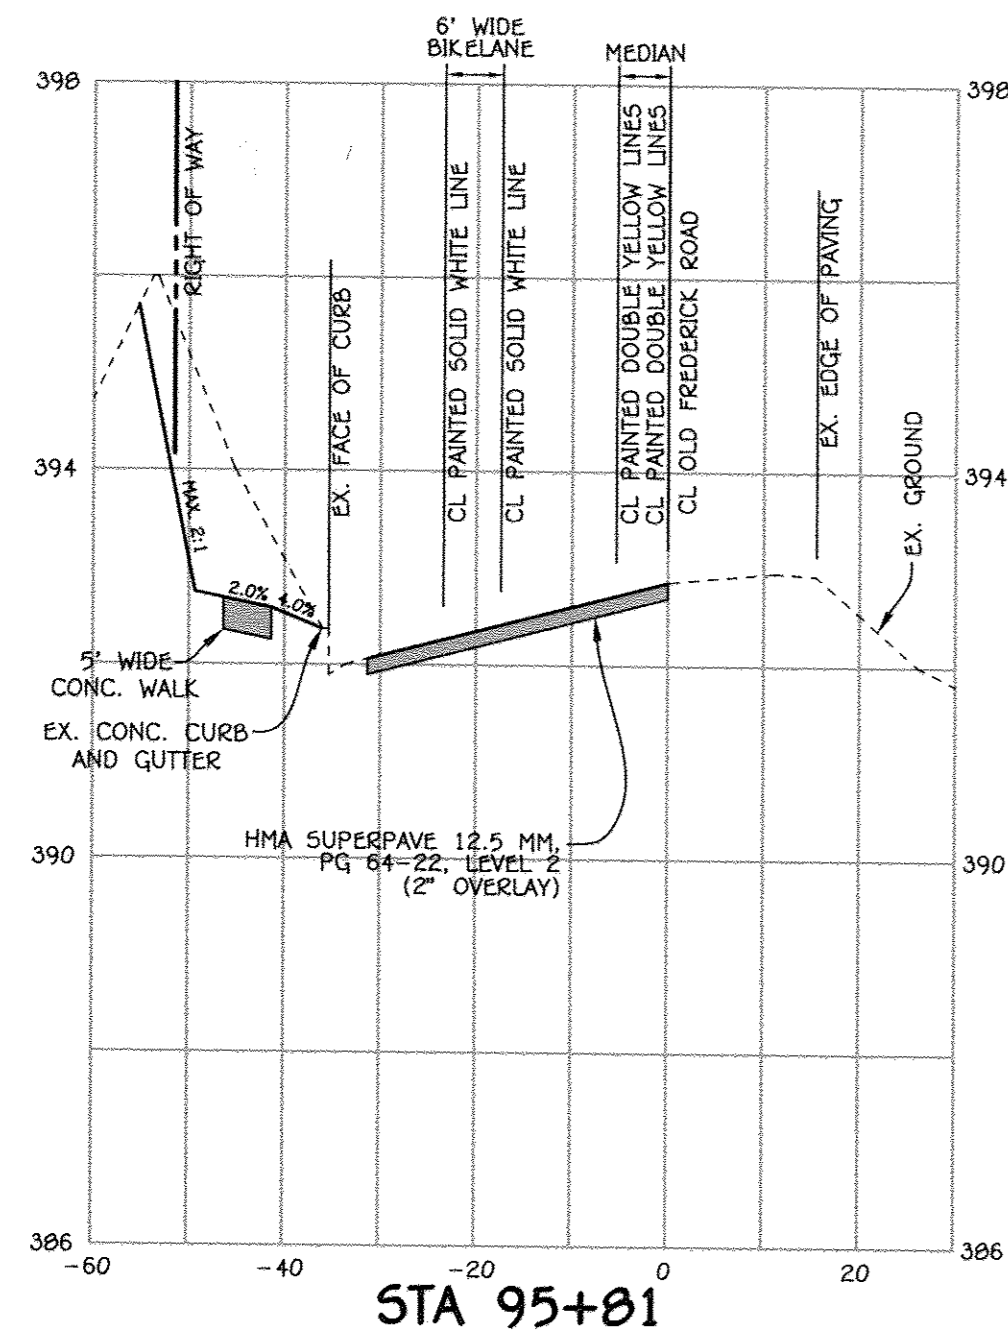 6' WIDE
BIKELANE
MEDIAN
398
398
RIGHT OF WAY
EX. FACE OF CURB
CL PAINTED SOLID WHITE LINE
CL PAINTED SOLID WHITE LINE
CL PAINTED DOUBLE YELLOW LINES
CL PAINTED DOUBLE YELLOW LINES
CL OLD FREDERICK ROAD
EX. EDGE OF PAVING
EX. GROUND
394
394
MAX. 2:1
2.0%
4.0%
5' WIDE
CONC. WALK
EX. CONC. CURB
AND GUTTER
HMA SUPERPAVE 12.5 MM,
PG 64-22, LEVEL 2
(2" OVERLAY)
390
390
386
386
-60
-40
-20
0
20
STA 95+81